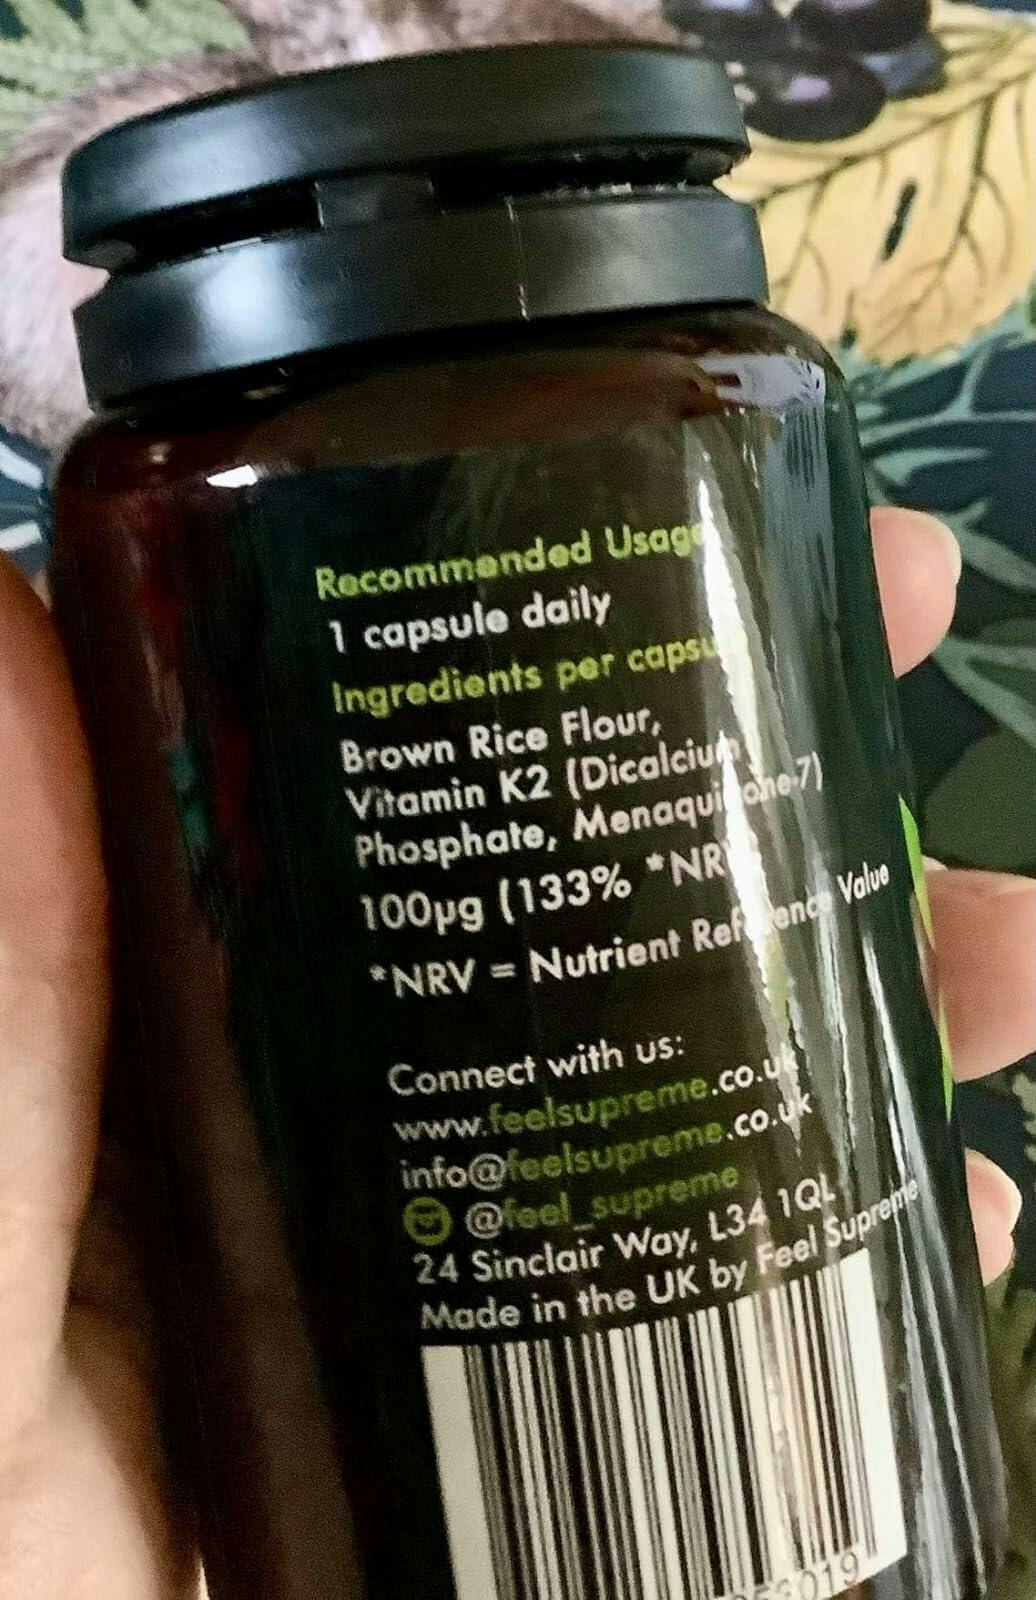 Recommended Usage
1 capsule daily
Ingredients per
Brown Rice Flour,
Vitamin K2 (Dicalcium
Phosphate, Menaquinone-7)
100µg (133% *NRV
*NRV = Nutrient Reference Value
Connect with us:
www.feelsupreme.co.uk
info@feelsupreme.co.uk
@feel_supreme
24 Sinclair Way, L34 1QL
Made in the UK by Feel Supreme